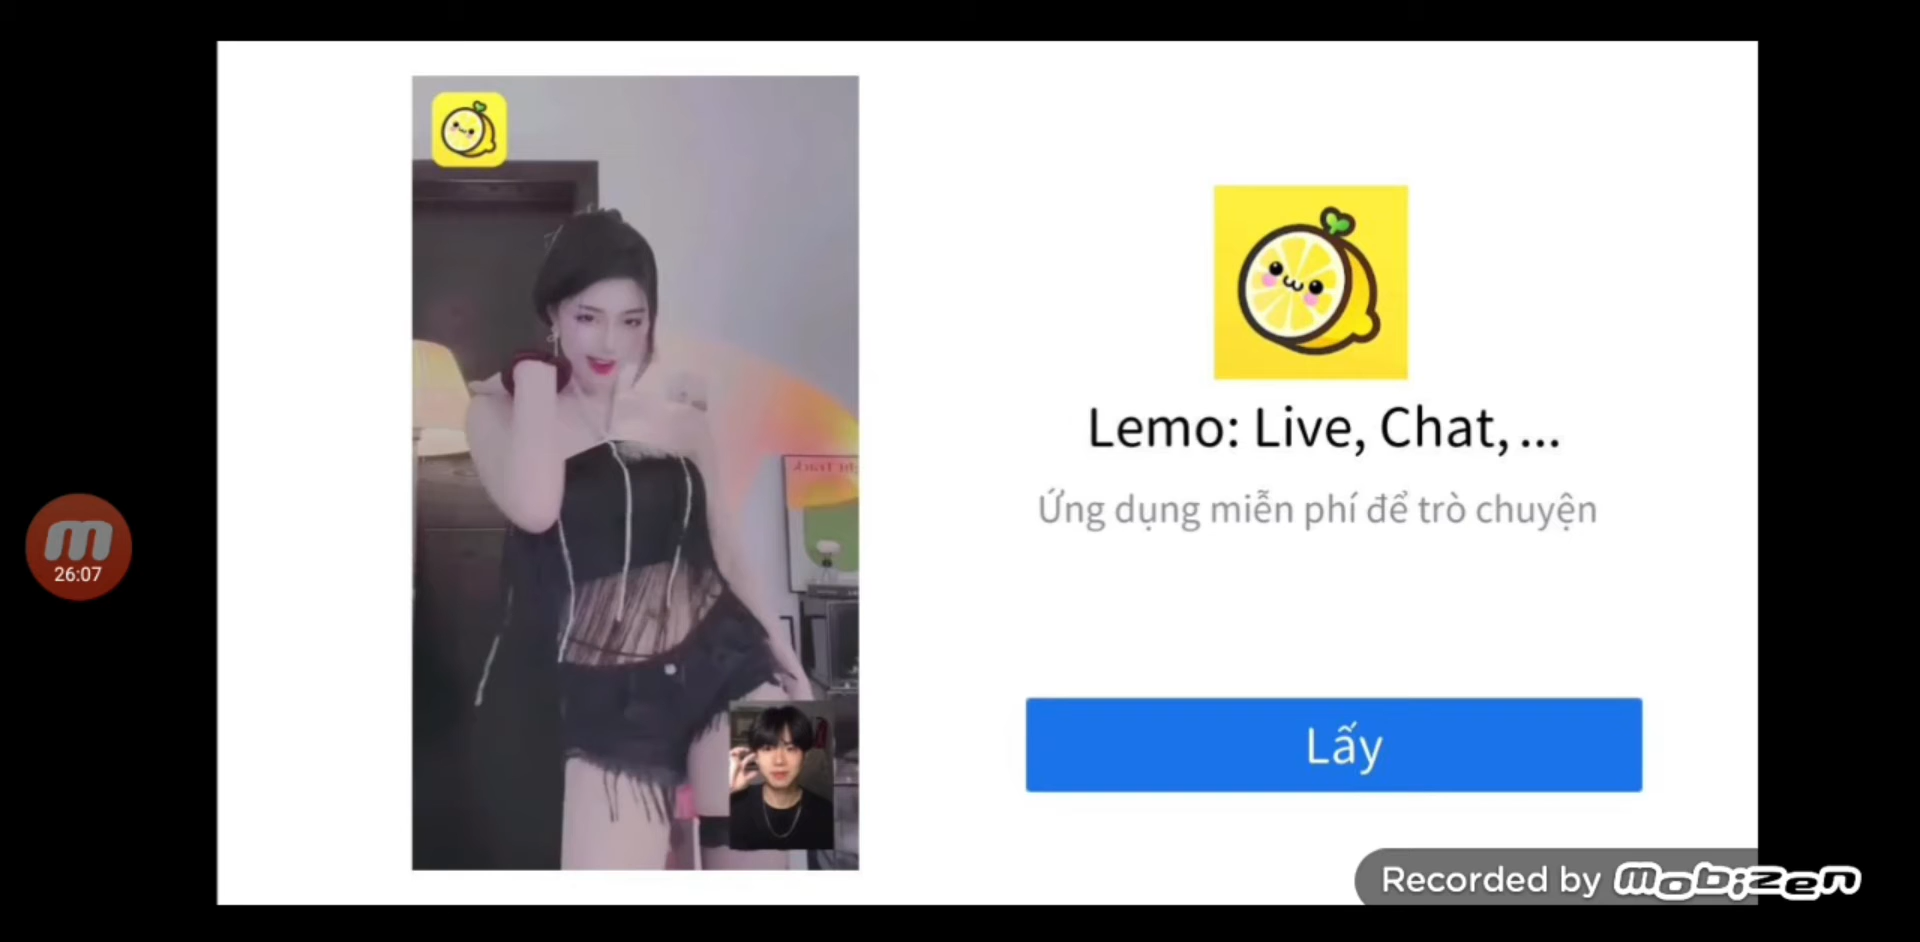 Lemo: Live, Chat, ...
Ứng dụng miễn phí để trò chuyện
Lấy
26:07
Recorded by mobizen